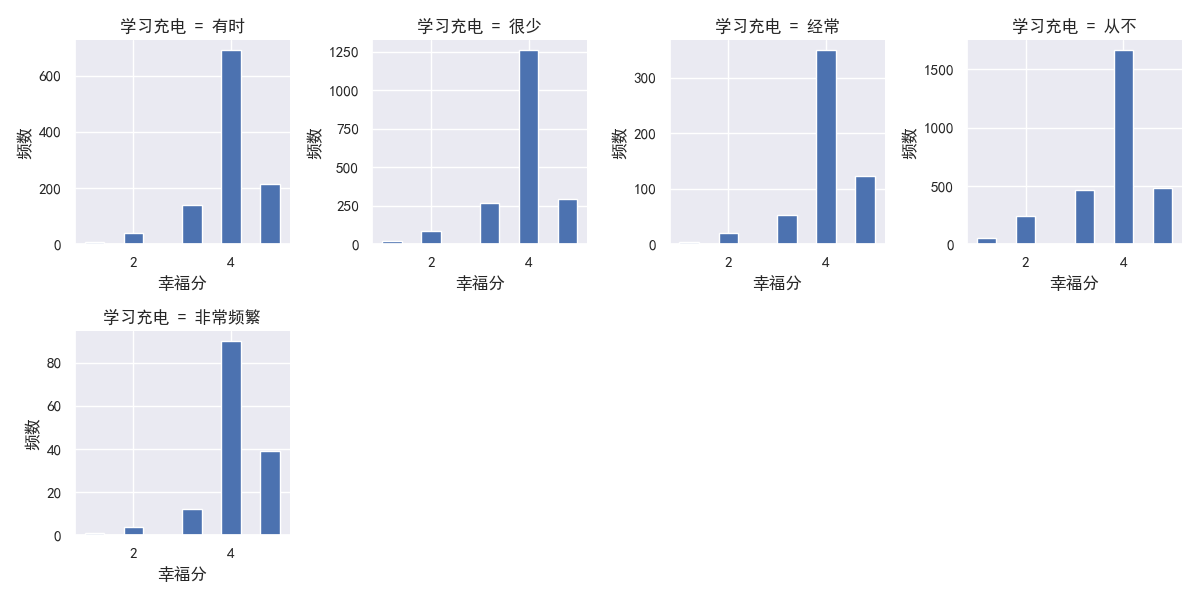 学习充电 = 有时
600
400
200
0
频数
2
4
幸福分
学习充电 = 很少
1250
1000
750
500
250
0
频数
2
4
幸福分
学习充电 = 经常
300
200
100
0
频数
2
4
幸福分
学习充电 = 从不
1500
1000
500
0
频数
2
4
幸福分
学习充电 = 非常频繁
80
60
40
20
0
频数
2
4
幸福分